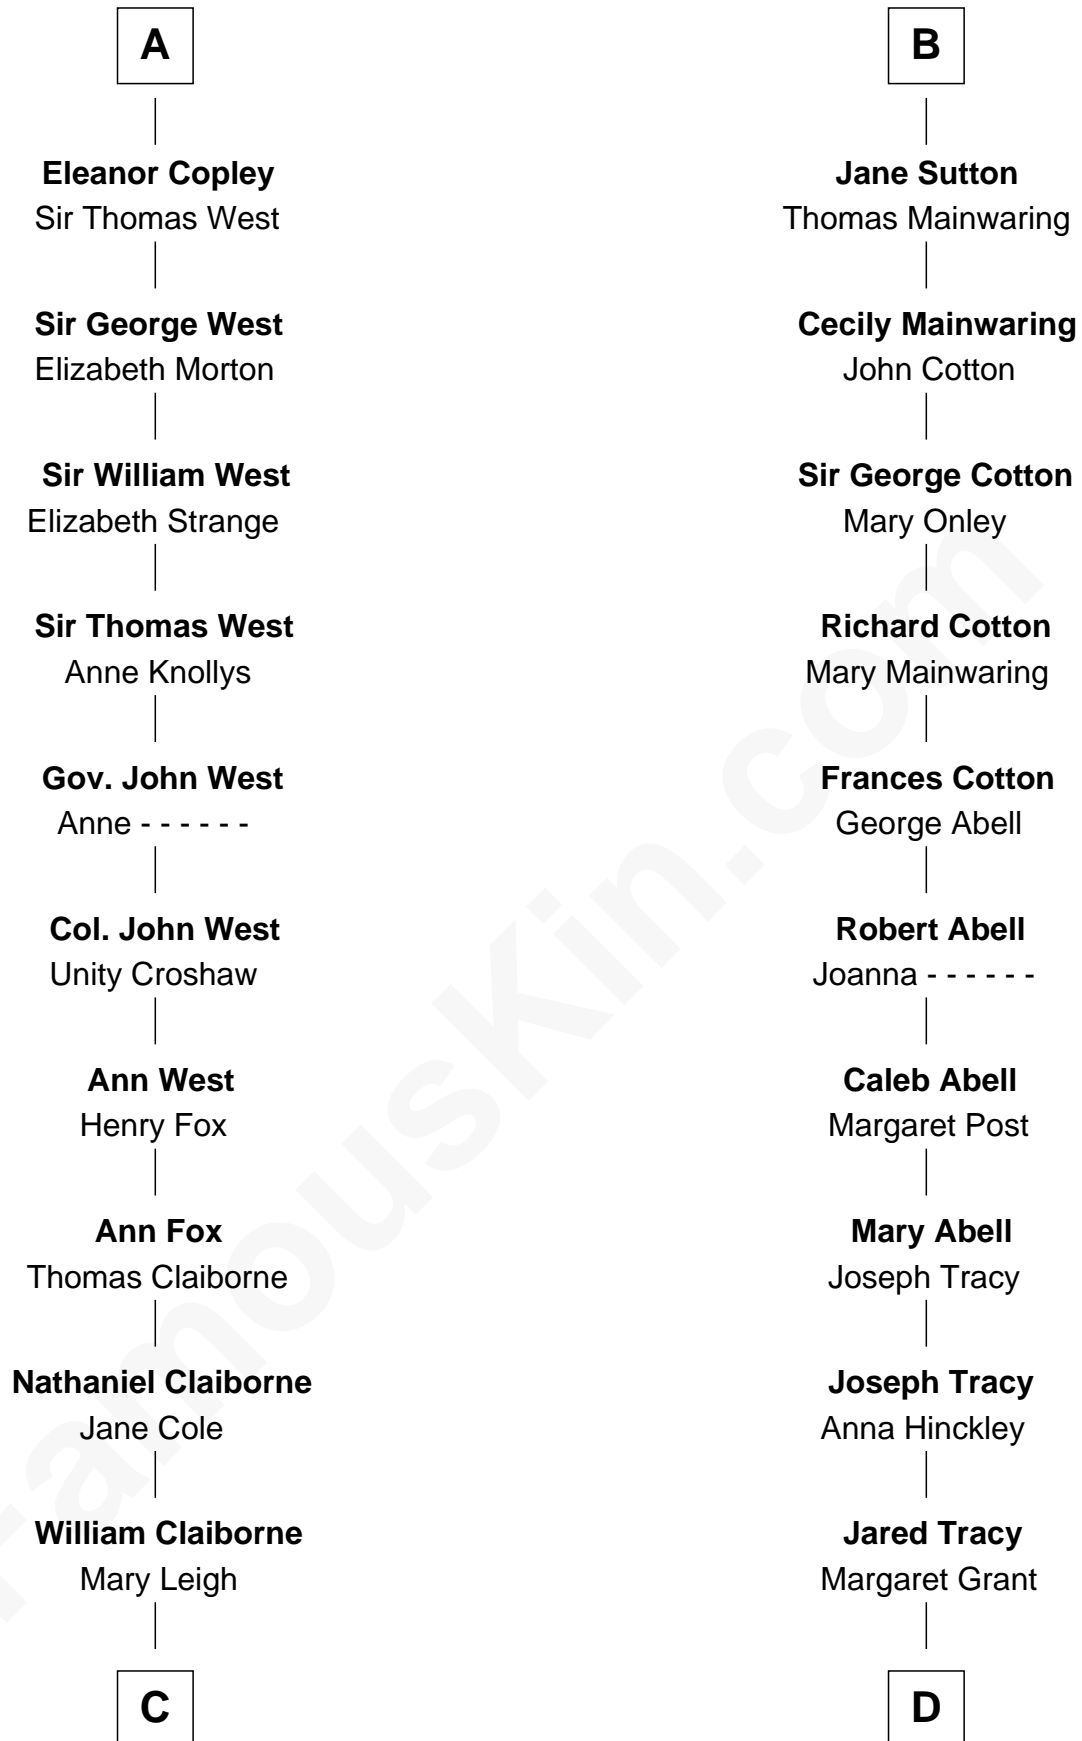 A
Eleanor Copley
Sir Thomas West
Sir George West
Elizabeth Morton
Sir William West
Elizabeth Strange
Sir Thomas West
Anne Knollys
Gov. John West
Anne - - - - - -
Col. John West
Unity Croshaw
Ann West
Henry Fox
Ann Fox
Thomas Claiborne
Nathaniel Claiborne
Jane Cole
William Claiborne
Mary Leigh
C
B
Jane Sutton
Thomas Mainwaring
Cecily Mainwaring
John Cotton
Sir George Cotton
Mary Onley
Richard Cotton
Mary Mainwaring
Frances Cotton
George Abell
Robert Abell
Joanna - - - - - -
Caleb Abell
Margaret Post
Mary Abell
Joseph Tracy
Joseph Tracy
Anna Hinckley
Jared Tracy
Margaret Grant
D
FamousKin.com